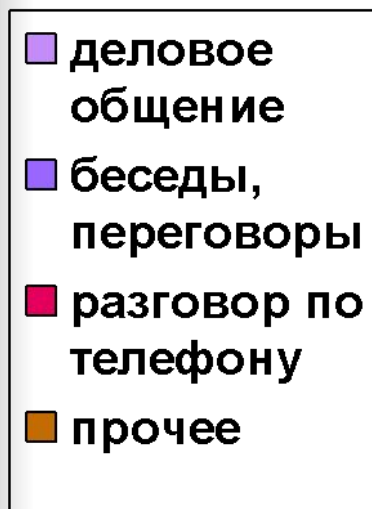 деловое
общение
беседы,
переговоры
разговор по
телефону
прочее